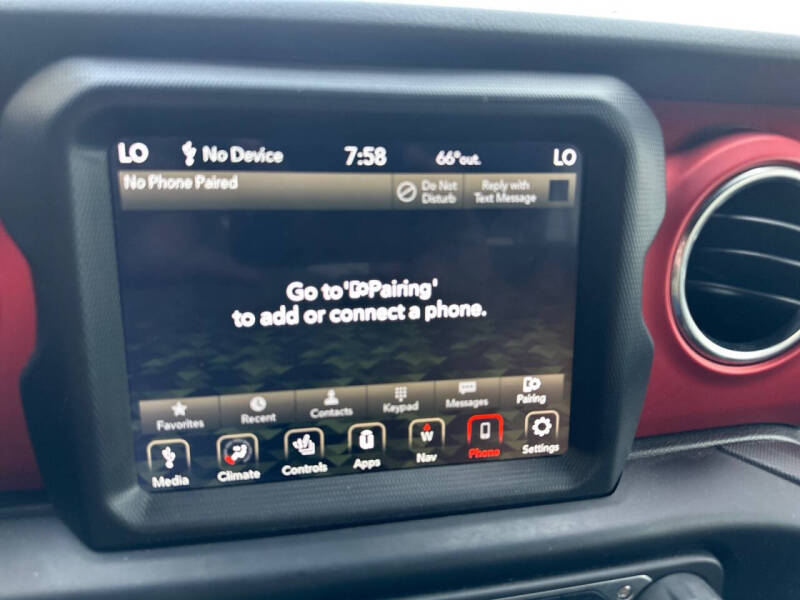 LO No Device 7:58 66°out. LO
No Phone Paired Do Not Disturb Reply with Text Message
Go to 'Pairing'
to add or connect a phone.
Favorites Recent Contacts Keypad Messages Pairing
Media Climate Controls Apps W Nav Phone Settings